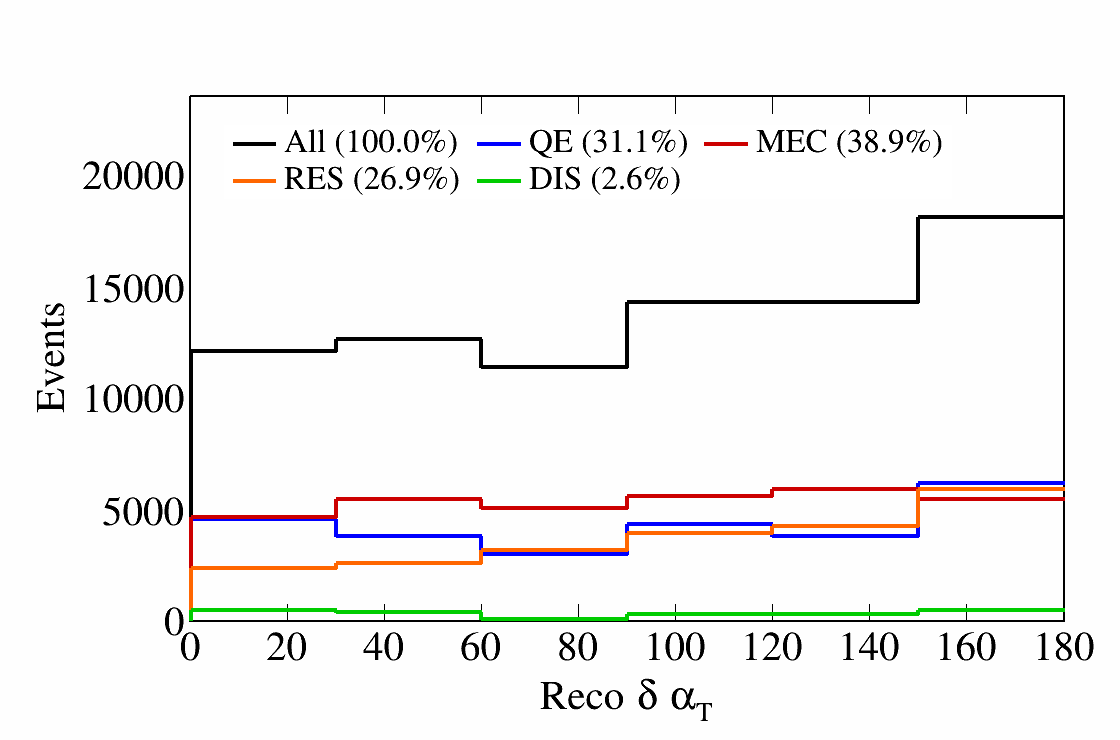 All (100.0%) QE (31.1%) MEC (38.9%)
RES (26.9%) DIS (2.6%)
20000
15000
10000
5000
0
Events
0 20 40 60 80 100 120 140 160 180
Reco δ α_T